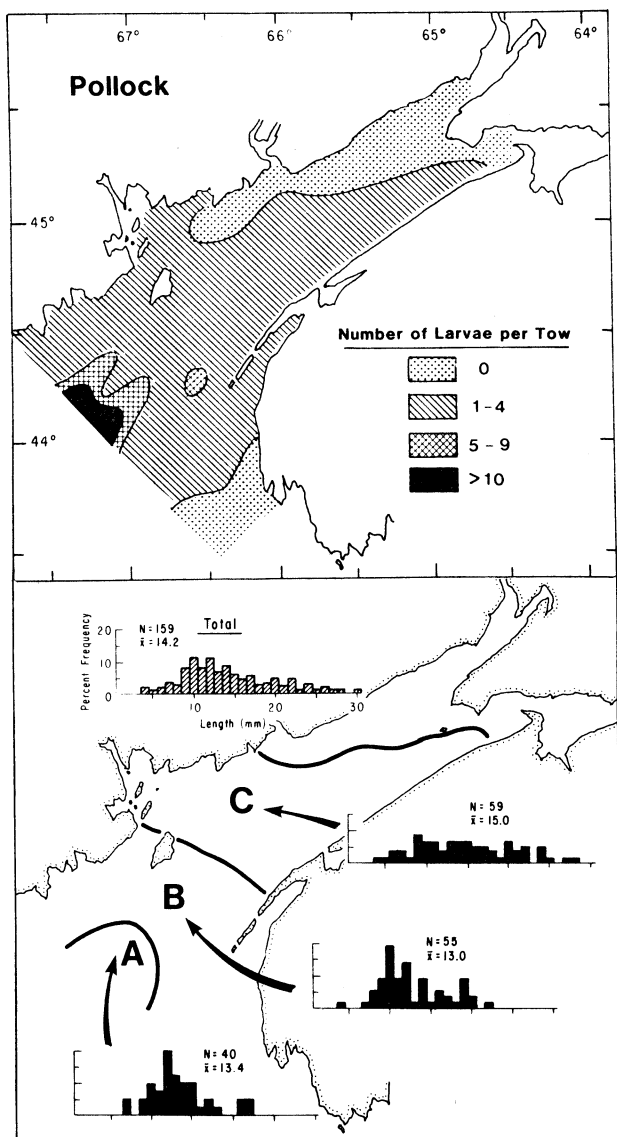 67° 66° 65° 64°
Pollock
45°
44°
Number of Larvae per Tow
0
1-4
5-9
>10
Total
N=159
x̄=14.2
Percent Frequency
20
10
0
10 20 30
Length (mm)
C
N=59
x̄=15.0
B
N=55
x̄=13.0
A
N=40
x̄=13.4